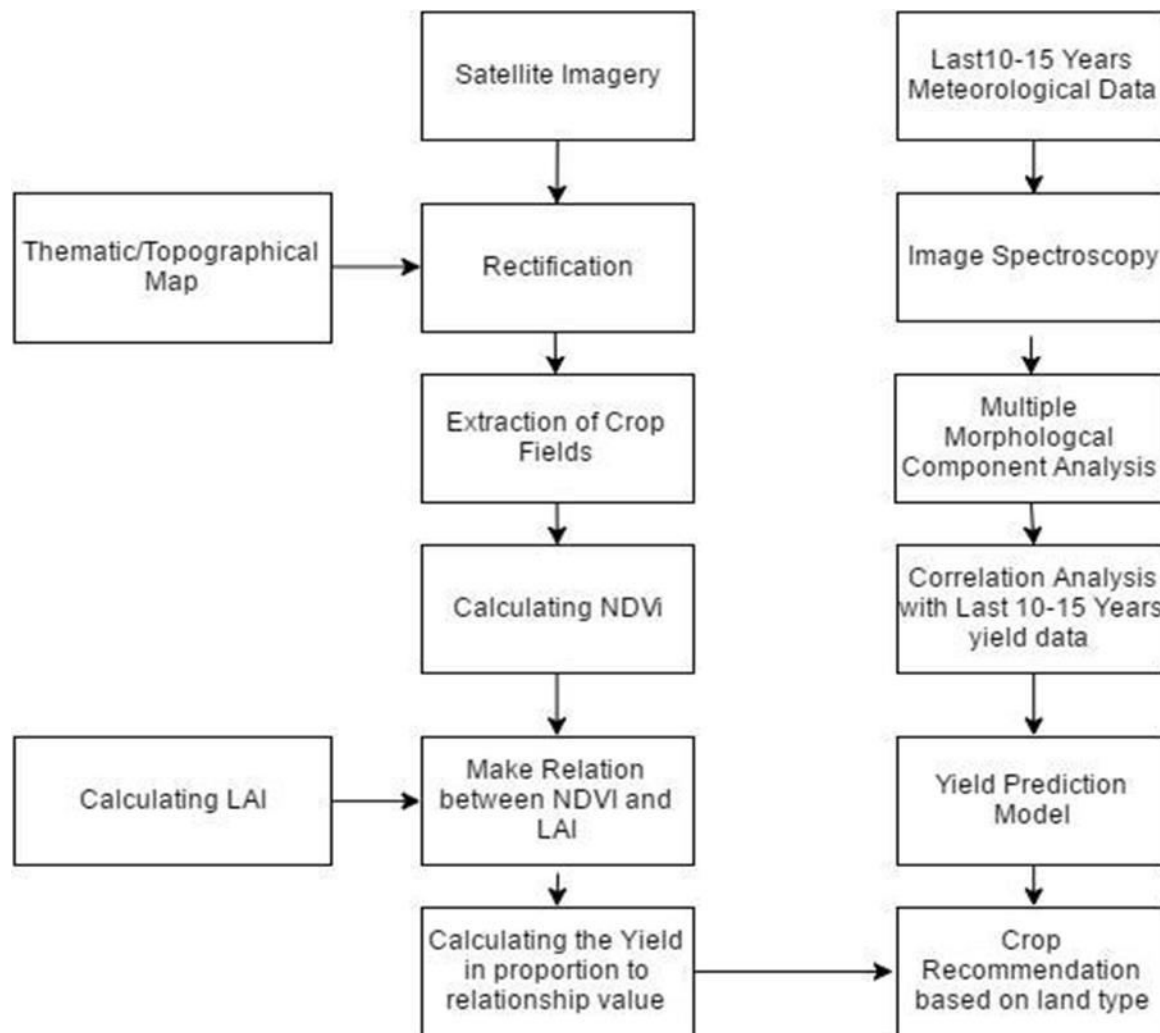 Satellite Imagery
Last10-15 Years
Meteorological Data
Thematic/Topographical
Map
Rectification
Image Spectroscopy
Extraction of Crop
Fields
Multiple
Morphologcal
Component Analysis
Calculating NDVi
Correlation Analysis
with Last 10-15 Years
yield data
Calculating LAI
Make Relation
between NDVI and
LAI
Yield Prediction
Model
Calculating the Yield
in proportion to
relationship value
Crop
Recommendation
based on land type